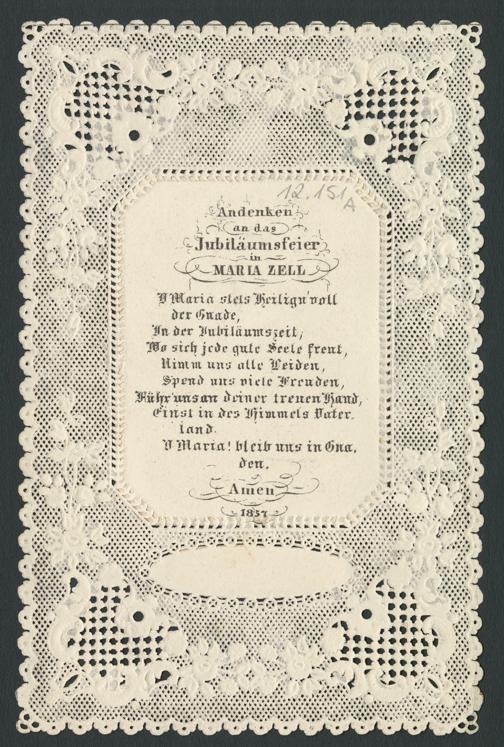 12.151A
Andenken
an das
Jubiläumsfeier
in
MARIA ZELL
O Maria stets Heilign'voll
der Gnade,
In der Jubiläumszeit,
Wo sich jede gute Seele freut,
Nimm uns alle Leiden,
Spend uns viele Freuden,
Führ'uns an deiner treuen Hand,
Einst in des Himmels Vater-
land.
O Maria! bleib uns in Gna,
den.
Amen
1857